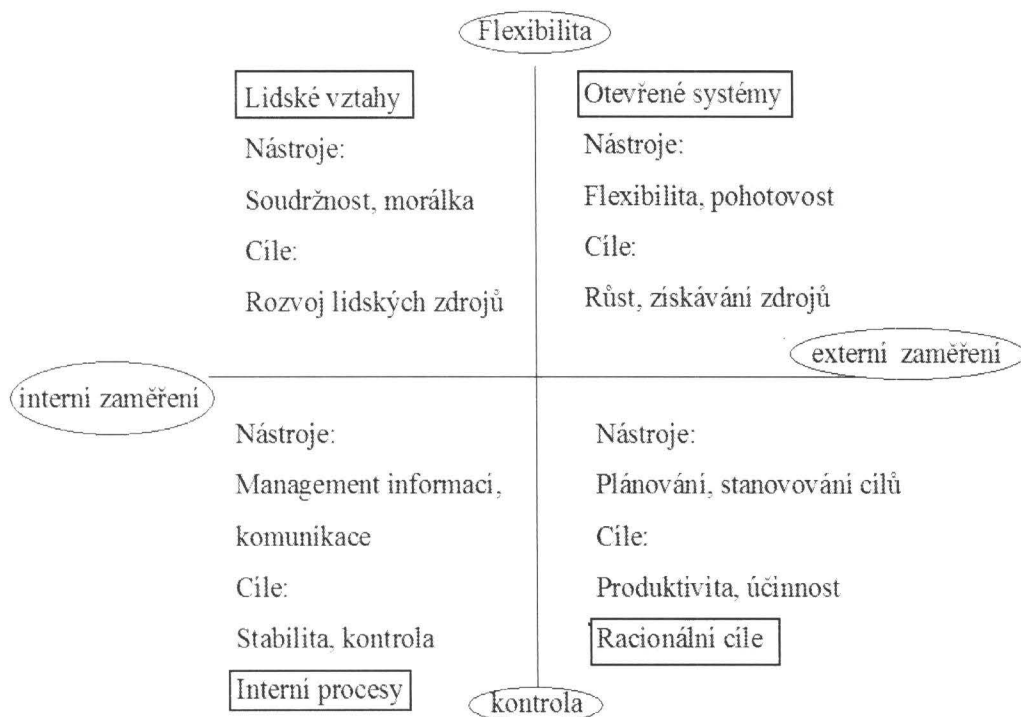 Flexibilita
Lidské vztahy
Nástroje:
Soudržnost, morálka
Cíle:
Rozvoj lidských zdrojů
Otevřené systémy
Nástroje:
Flexibilita, pohotovost
Cíle:
Růst, získávání zdrojů
externí zaměření
interní zaměření
Nástroje:
Management informací,
komunikace
Cíle:
Stabilita, kontrola
Interní procesy
Nástroje:
Plánování, stanovování cílů
Cíle:
Produktivita, účinnost
Racionální cíle
kontrola